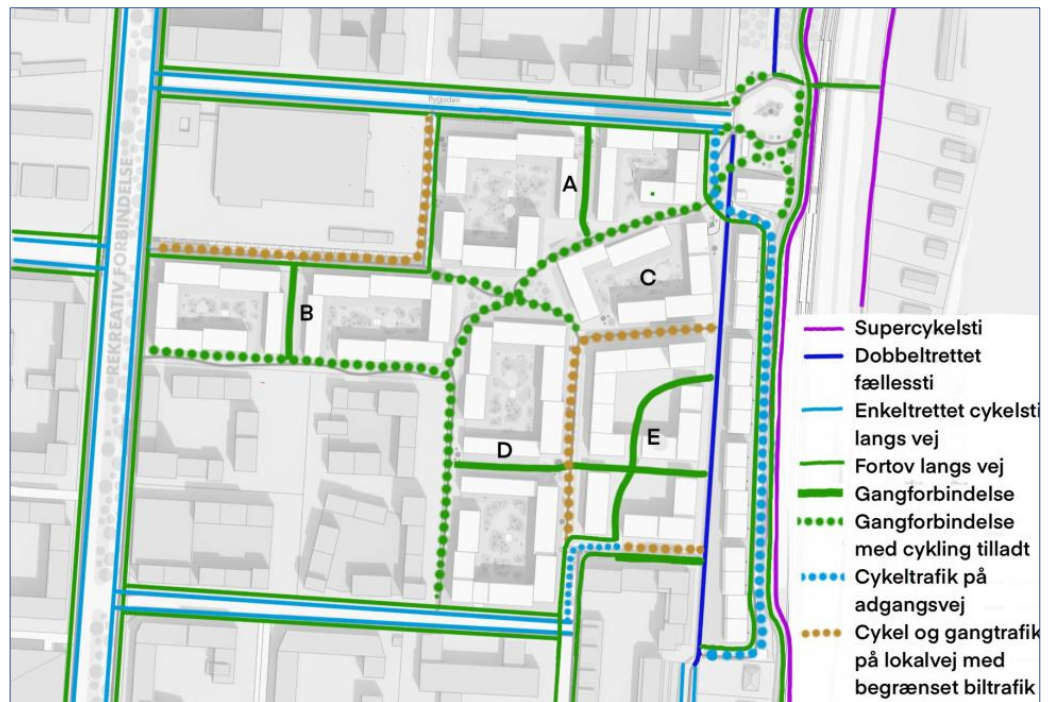 Bygaden
REKREATIV FORBINDELSE
A
B
C
D
E
Supercykelsti
Dobbeltrettet
fællessti
Enkeltrettet cykelsti
langs vej
Fortov langs vej
Gangforbindelse
Gangforbindelse
med cykling tilladt
Cykeltrafik på
adgangsvej
Cykel og gangtrafik
på lokalvej med
begrænset biltrafik